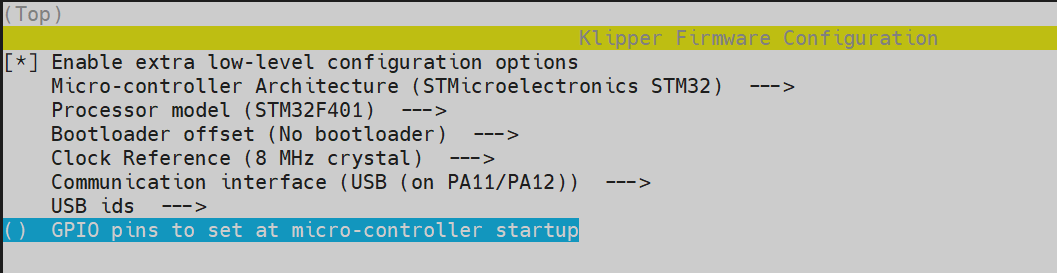 (Top)
Klipper Firmware Configuration
[*] Enable extra low-level configuration options
Micro-controller Architecture (STMicroelectronics STM32)  --->
Processor model (STM32F401)  --->
Bootloader offset (No bootloader)  --->
Clock Reference (8 MHz crystal)  --->
Communication interface (USB (on PA11/PA12))  --->
USB ids  --->
()  GPIO pins to set at micro-controller startup